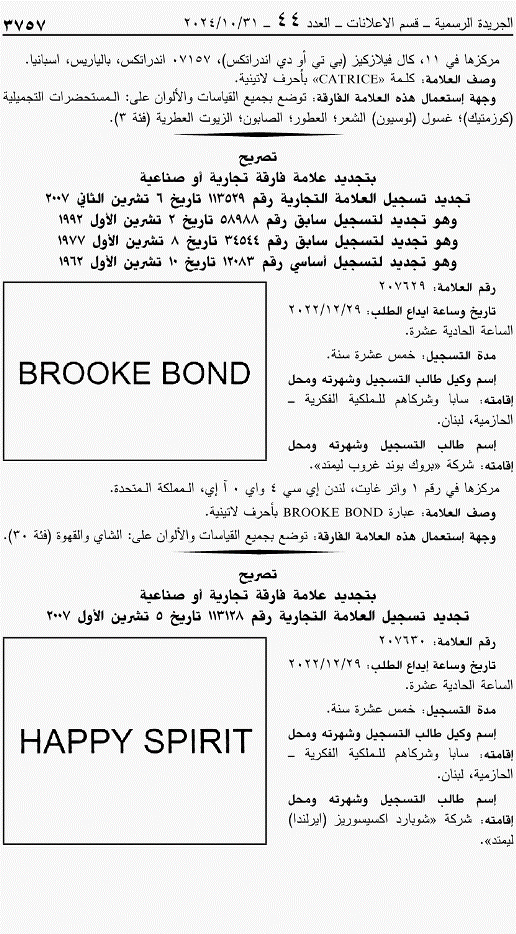 الجريدة الرسمية ـ قسم الاعلانات ـ العدد ٤٤ ـ ٢٠٢٤/١٠/٣١
٣٧٥٧
مركزها في ١١، كال فيلازكيز (بي تي أو دي اندراتكس)، ٠٧١٥٧ اندراتكس، بالياريس، اسبانيا.
وصف العلامة: كلمة «CATRICE» بأحرف لاتينية.
وجهة إستعمال هذه العلامة الفارقة: توضع بجميع القياسات والألوان على: المستحضرات التجميلية
(كوزمتيك)؛ غسول (لوسيون) الشعر؛ العطور؛ الصابون؛ الزيوت العطرية (فئة ٣).
تصريح
بتجديد علامة فارقة تجارية أو صناعية
تجديد تسجيل العلامة التجارية رقم ١١٣٥٢٩ تاريخ ٦ تشرين الثاني ٢٠٠٧
وهو تجديد لتسجيل سابق رقم ٥٨٩٨٨ تاريخ ٢ تشرين الأول ١٩٩٢
وهو تجديد لتسجيل سابق رقم ٣٤٥٤٤ تاريخ ٨ تشرين الأول ١٩٧٧
وهو تجديد لتسجيل أساسي رقم ١٢٠٨٣ تاريخ ١٠ تشرين الأول ١٩٦٢
رقم العلامة: ٢٠٧٦٢٩
تاريخ وساعة ايداع الطلب: ٢٠٢٢/١٢/٢٩
الساعة الحادية عشرة.
مدة التسجيل: خمس عشرة سنة.
إسم وكيل طالب التسجيل وشهرته ومحل
إقامته: سابا وشركاهم للملكية الفكرية ـ
الحازمية، لبنان.
إسم طالب التسجيل وشهرته ومحل
إقامته: شركة «بروك بوند غروب ليمتد».
BROOKE BOND
مركزها في رقم ١ واتر غايت، لندن إي سي ٤ واي ٠ آ إي، المملكة المتحدة.
وصف العلامة: عبارة BROOKE BOND بأحرف لاتينية.
وجهة إستعمال هذه العلامة الفارقة: توضع بجميع القياسات والألوان على: الشاي والقهوة (فئة ٣٠).
تصريح
بتجديد علامة فارقة تجارية أو صناعية
تجديد تسجيل العلامة التجارية رقم ١١٣١٢٨ تاريخ ٥ تشرين الأول ٢٠٠٧
رقم العلامة: ٢٠٧٦٣٠
تاريخ وساعة إيداع الطلب: ٢٠٢٢/١٢/٢٩
الساعة الحادية عشرة.
مدة التسجيل: خمس عشرة سنة.
إسم وكيل طالب التسجيل وشهرته ومحل
إقامته: سابا وشركاهم للملكية الفكرية ـ
الحازمية، لبنان.
إسم طالب التسجيل وشهرته ومحل
إقامته: شركة «شوبارد اكسيسوريز (ايرلندا)
ليمتد».
HAPPY SPIRIT